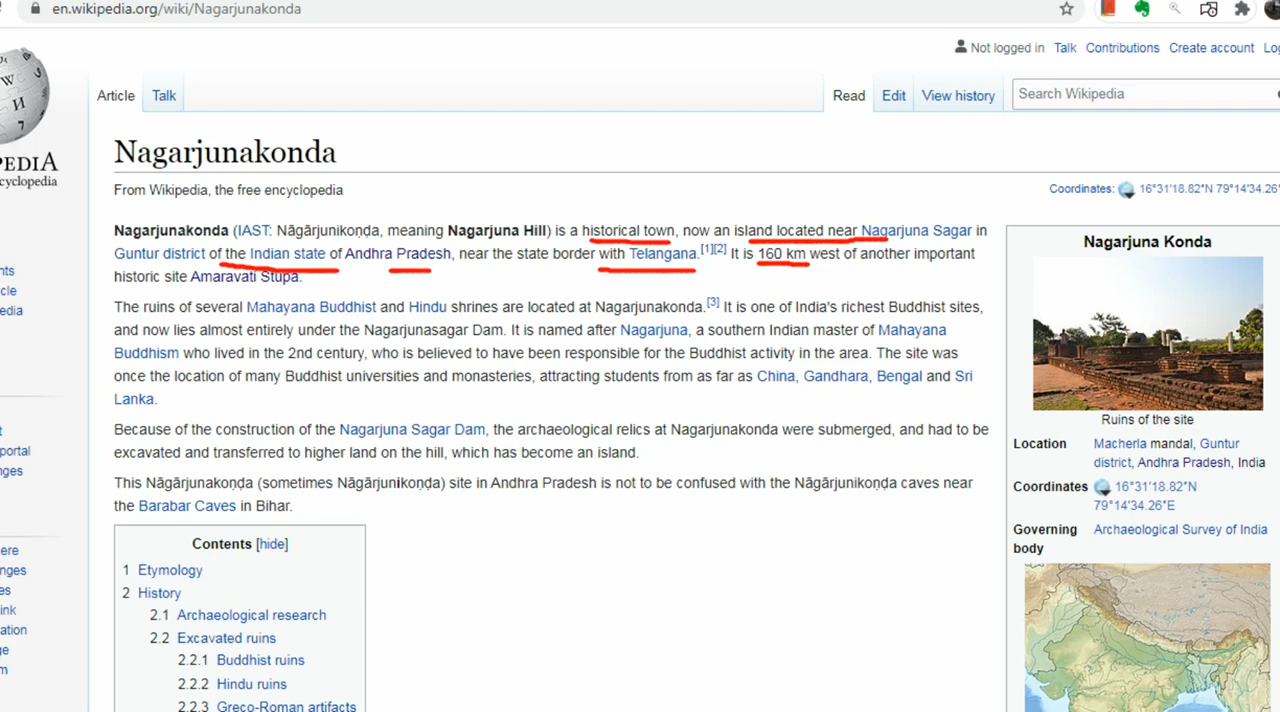 en.wikipedia.org/wiki/Nagarjunakonda
Not logged in Talk Contributions Create account
Article Talk Read Edit View history Search Wikipedia
Nagarjunakonda
From Wikipedia, the free encyclopedia
Coordinates: 16°31′18.82″N 79°14′34.26″
Nagarjunakonda (IAST: Nāgārjunikoṇḍa, meaning Nagarjuna Hill) is a historical town, now an island located near Nagarjuna Sagar in
Guntur district of the Indian state of Andhra Pradesh, near the state border with Telangana.[1][2] It is 160 km west of another important
historic site Amaravati Stupa.
The ruins of several Mahayana Buddhist and Hindu shrines are located at Nagarjunakonda.[3] It is one of India's richest Buddhist sites,
and now lies almost entirely under the Nagarjunasagar Dam. It is named after Nagarjuna, a southern Indian master of Mahayana
Buddhism who lived in the 2nd century, who is believed to have been responsible for the Buddhist activity in the area. The site was
once the location of many Buddhist universities and monasteries, attracting students from as far as China, Gandhara, Bengal and Sri
Lanka.
Because of the construction of the Nagarjuna Sagar Dam, the archaeological relics at Nagarjunakonda were submerged, and had to be
excavated and transferred to higher land on the hill, which has become an island.
This Nāgārjunakoṇḍa (sometimes Nāgārjunikoṇḍa) site in Andhra Pradesh is not to be confused with the Nāgārjunikoṇḍa caves near
the Barabar Caves in Bihar.
Contents [hide]
1 Etymology
2 History
2.1 Archaeological research
2.2 Excavated ruins
2.2.1 Buddhist ruins
2.2.2 Hindu ruins
2.2.3 Greco-Roman artifacts
Nagarjuna Konda
Ruins of the site
Location Macherla mandal, Guntur
district, Andhra Pradesh, India
Coordinates 16°31′18.82″N
79°14′34.26″E
Governing Archaeological Survey of India
body